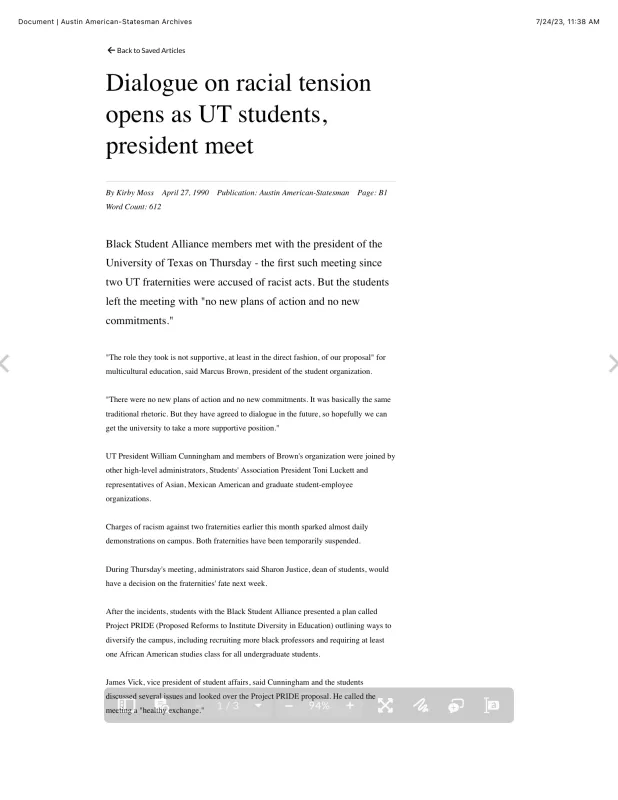 Document | Austin American-Statesman Archives
7/24/23, 11:38 AM
Back to Saved Articles
Dialogue on racial tension
opens as UT students,
president meet
By Kirby Moss April 27, 1990 Publication: Austin American-Statesman Page: B1
Word Count: 612
Black Student Alliance members met with the president of the
University of Texas on Thursday - the first such meeting since
two UT fraternities were accused of racist acts. But the students
left the meeting with "no new plans of action and no new
commitments."
"The role they took is not supportive, at least in the direct fashion, of our proposal" for
multicultural education, said Marcus Brown, president of the student organization.
"There were no new plans of action and no new commitments. It was basically the same
traditional rhetoric. But they have agreed to dialogue in the future, so hopefully we can
get the university to take a more supportive position."
UT President William Cunningham and members of Brown's organization were joined by
other high-level administrators, Students' Association President Toni Luckett and
representatives of Asian, Mexican American and graduate student-employee
organizations.
Charges of racism against two fraternities earlier this month sparked almost daily
demonstrations on campus. Both fraternities have been temporarily suspended.
During Thursday's meeting, administrators said Sharon Justice, dean of students, would
have a decision on the fraternities' fate next week.
After the incidents, students with the Black Student Alliance presented a plan called
Project PRIDE (Proposed Reforms to Institute Diversity in Education) outlining ways to
diversify the campus, including recruiting more black professors and requiring at least
one African American studies class for all undergraduate students.
James Vick, vice president of student affairs, said Cunningham and the students
discussed several issues and looked over the Project PRIDE proposal. He called the
meeting a "healthy exchange."
1 / 3
94%